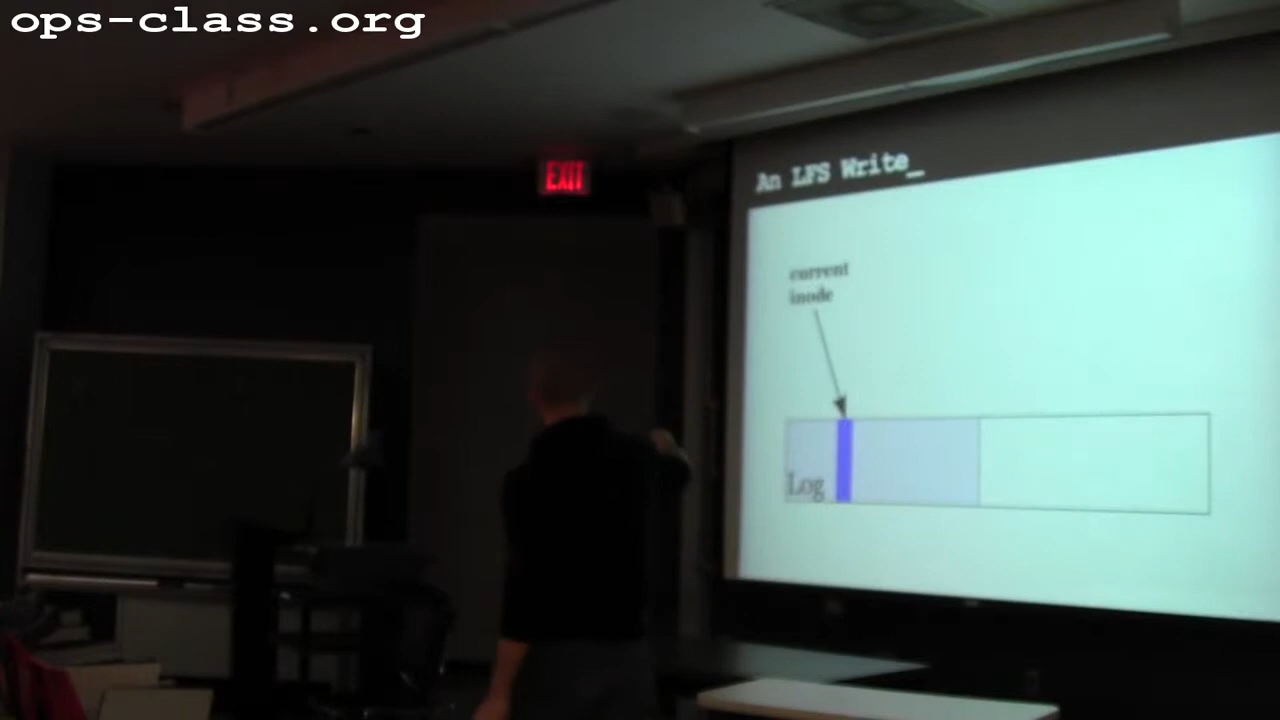 ops-class.org
EXIT
An LFS Write_
current
inode
Log